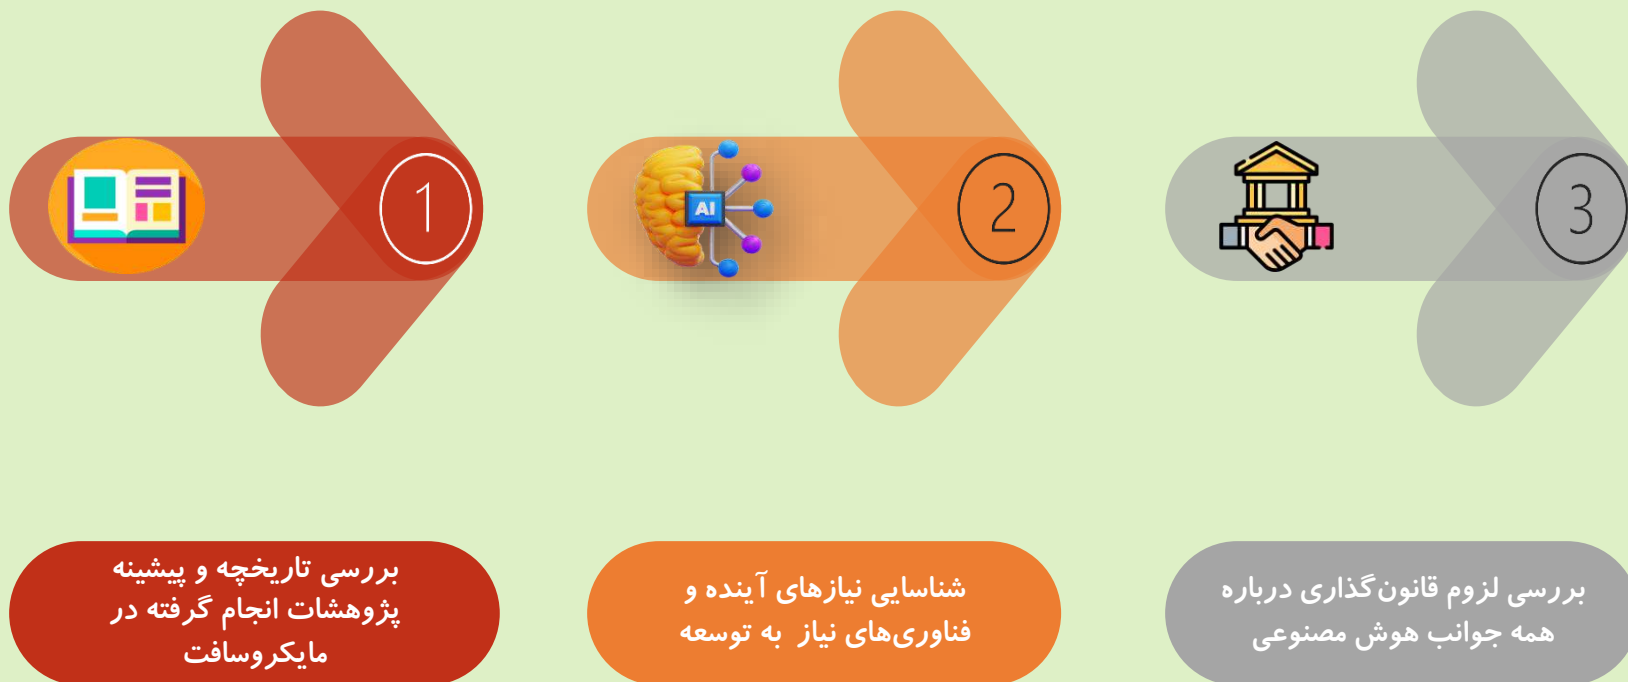 1
AI
2
3
بررسی تاریخچه و پیشینه
پژوهشات انجام گرفته در
مایکروسافت
شناسایی نیازهای آینده و
فناوری‌های نیاز به توسعه
بررسی لزوم قانون‌گذاری درباره
همه جوانب هوش مصنوعی